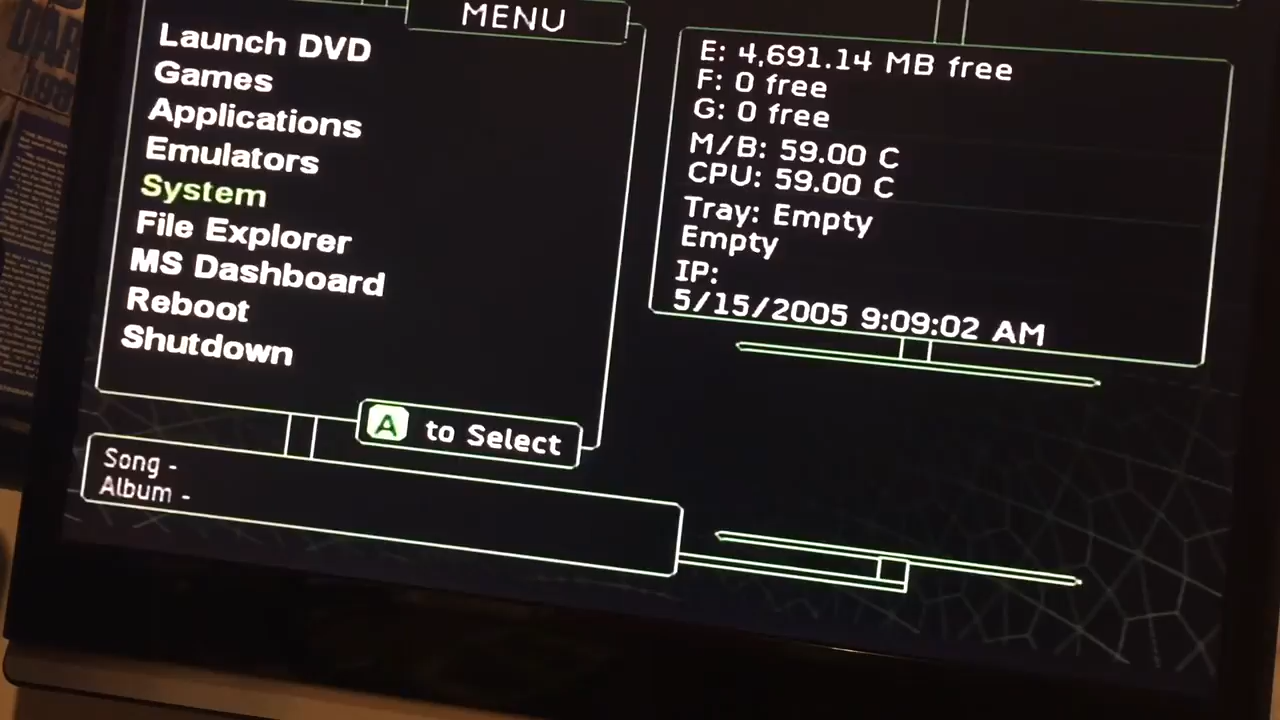 MENU
Launch DVD
Games
Applications
Emulators
System
File Explorer
MS Dashboard
Reboot
Shutdown
A to Select
Song -
Album -
E: 4,691.14 MB free
F: 0 free
G: 0 free
M/B: 59.00 C
CPU: 59.00 C
Tray: Empty
Empty
IP:
5/15/2005 9:09:02 AM